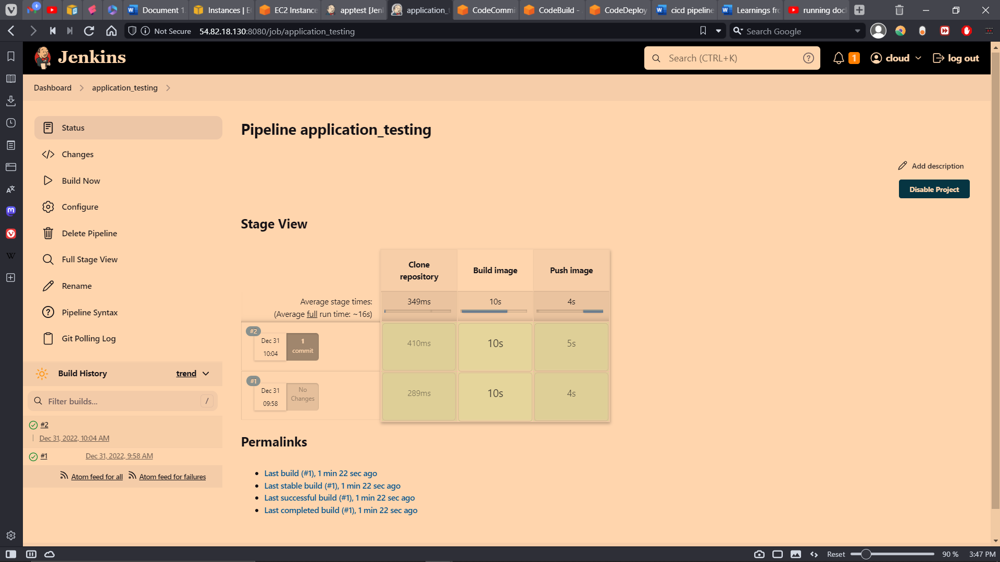 Document 1.
Instances | E
EC2 Instance
apptest [Jen
application_t
CodeCommi
CodeBuild -
CodeDeploy
cicd pipeline
Learnings fro
running doc
Not Secure
54.82.18.130:8080/job/application_testing
Search Google
Jenkins
Search (CTRL+K)
1
cloud
log out
Dashboard
application_testing
Status
Changes
Build Now
Configure
Delete Pipeline
Full Stage View
Rename
Pipeline Syntax
Git Polling Log
Build History
trend
Filter builds...
/
#2
Dec 31, 2022, 10:04 AM
#1
Dec 31, 2022, 9:58 AM
Atom feed for all
Atom feed for failures
Pipeline application_testing
Add description
Disable Project
Stage View
Clone
repository
Build image
Push image
Average stage times:
(Average full run time: ~16s)
349ms
10s
4s
#2
Dec 31
10:04
1
commit
410ms
10s
5s
#1
Dec 31
09:58
No
Changes
289ms
10s
4s
Permalinks
Last build (#1), 1 min 22 sec ago
Last stable build (#1), 1 min 22 sec ago
Last successful build (#1), 1 min 22 sec ago
Last completed build (#1), 1 min 22 sec ago
Reset
90 %
3:47 PM